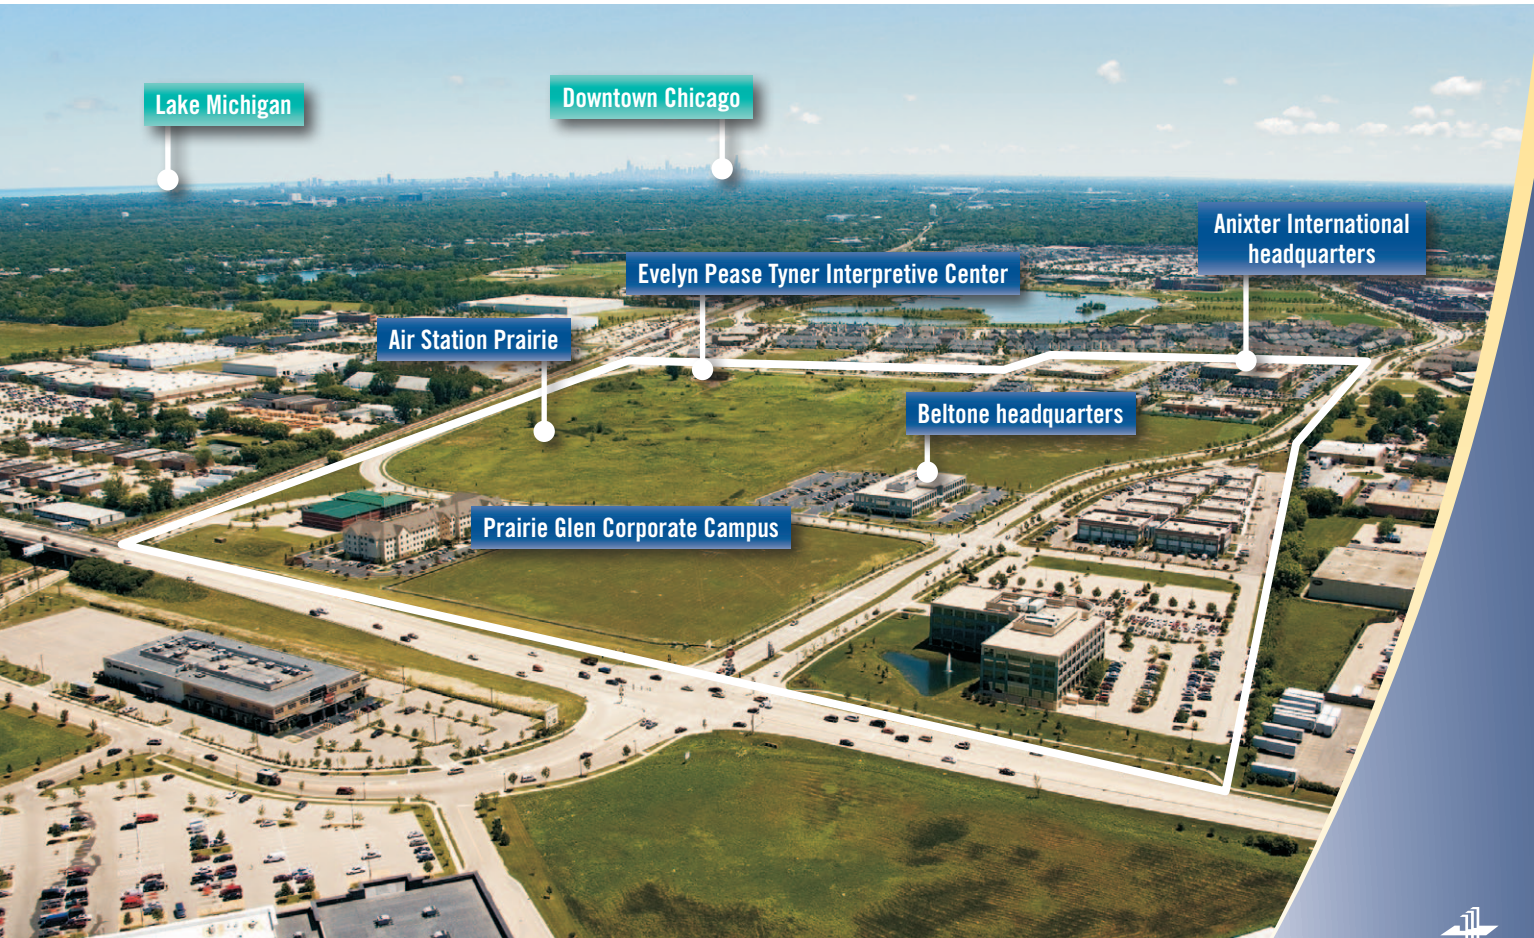 Lake Michigan
Downtown Chicago
Anixter International
headquarters
Evelyn Pease Tyner Interpretive Center
Air Station Prairie
Beltone headquarters
Prairie Glen Corporate Campus